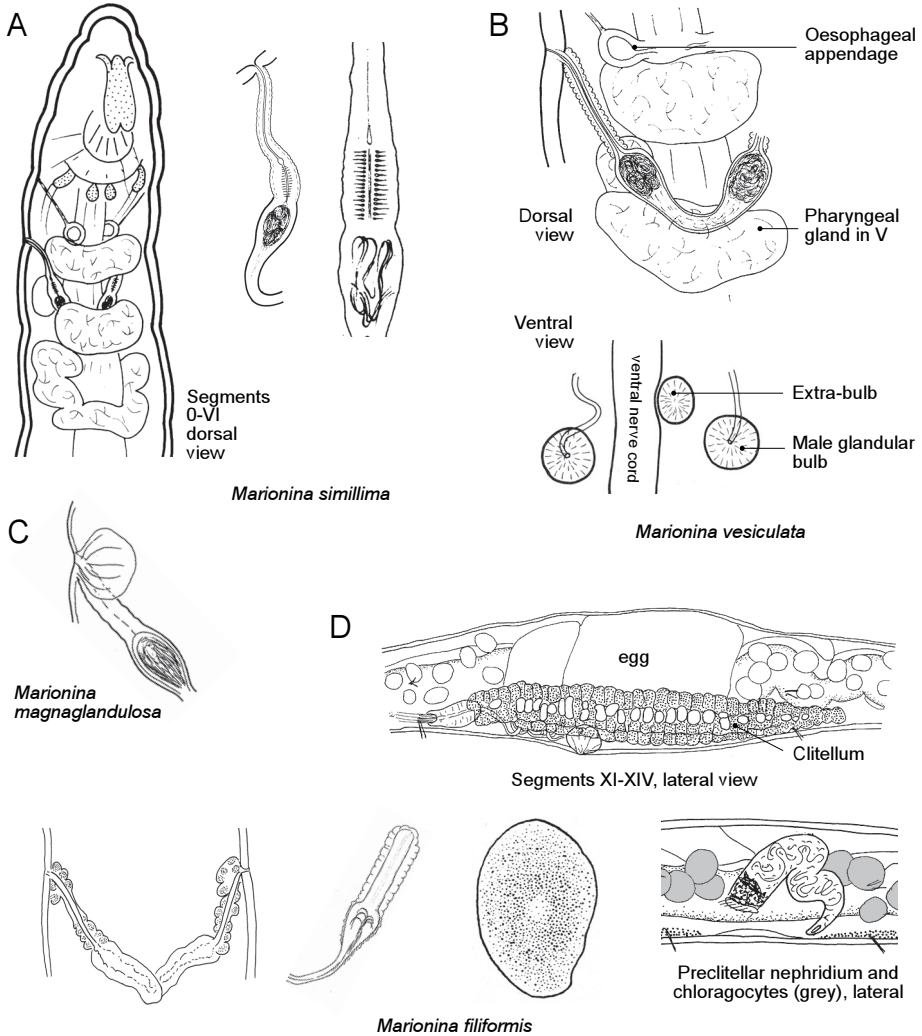 A
Segments
0-VI
dorsal
view
Marionina simillima
B
Oesophageal
appendage
Dorsal
view
Pharyngeal
gland in V
Ventral
view
ventral nerve cord
Extra-bulb
Male glandular
bulb
Marionina vesiculata
C
Marionina
magnaglandulosa
D
egg
Clitellum
Segments XI-XIV, lateral view
Preclitellar nephridium and
chloragocytes (grey), lateral
Marionina filiformis